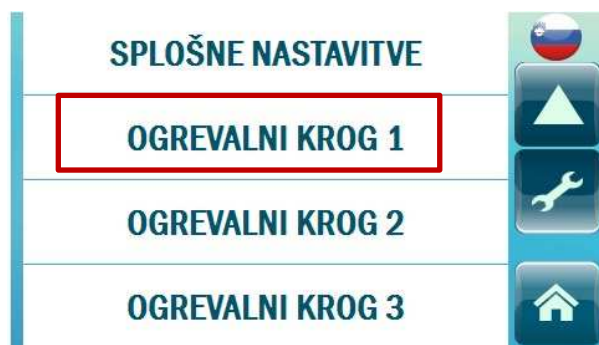 SPLOŠNE NASTAVITVE
OGREVALNI KROG 1
OGREVALNI KROG 2
OGREVALNI KROG 3